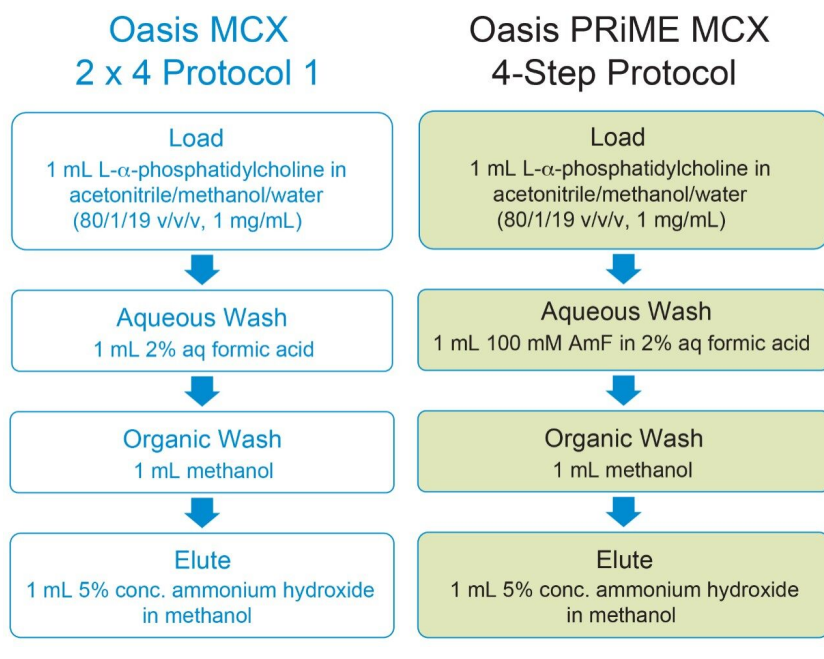 Oasis MCX
2 x 4 Protocol 1
Load
1 mL L-α-phosphatidylcholine in
acetonitrile/methanol/water
(80/1/19 v/v/v, 1 mg/mL)
Aqueous Wash
1 mL 2% aq formic acid
Organic Wash
1 mL methanol
Elute
1 mL 5% conc. ammonium hydroxide
in methanol
Oasis PRiME MCX
4-Step Protocol
Load
1 mL L-α-phosphatidylcholine in
acetonitrile/methanol/water
(80/1/19 v/v/v, 1 mg/mL)
Aqueous Wash
1 mL 100 mM AmF in 2% aq formic acid
Organic Wash
1 mL methanol
Elute
1 mL 5% conc. ammonium hydroxide
in methanol